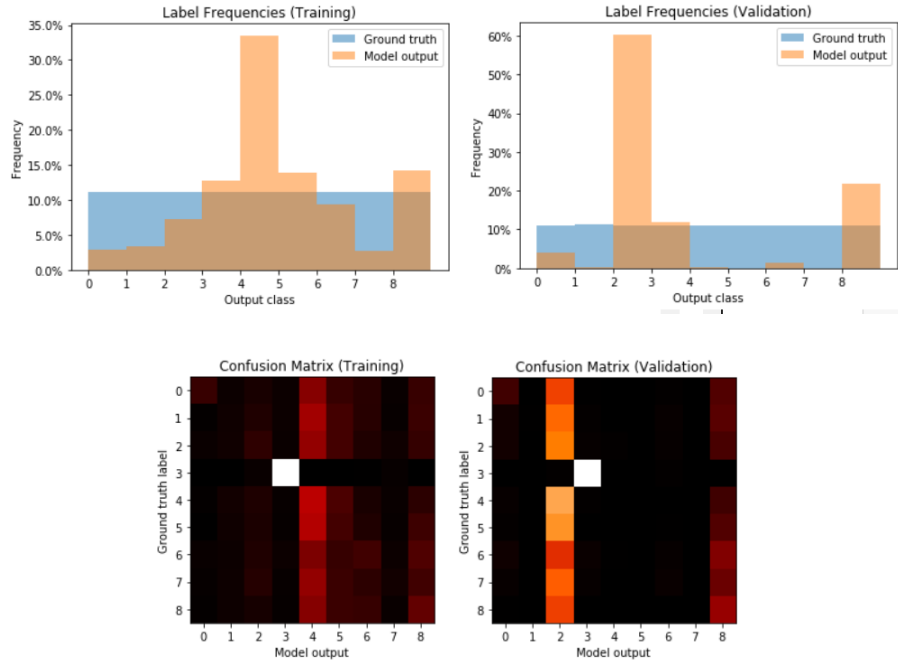 Label Frequencies (Training)
35.0%
30.0%
25.0%
20.0%
15.0%
10.0%
5.0%
0.0%
Frequency
Ground truth
Model output
0 1 2 3 4 5 6 7 8
Output class
Label Frequencies (Validation)
60%
50%
40%
30%
20%
10%
0%
Frequency
Ground truth
Model output
0 1 2 3 4 5 6 7 8
Output class
Confusion Matrix (Training)
0
1
2
3
4
5
6
7
8
Ground truth label
0 1 2 3 4 5 6 7 8
Model output
Confusion Matrix (Validation)
0
1
2
3
4
5
6
7
8
Ground truth label
0 1 2 3 4 5 6 7 8
Model output